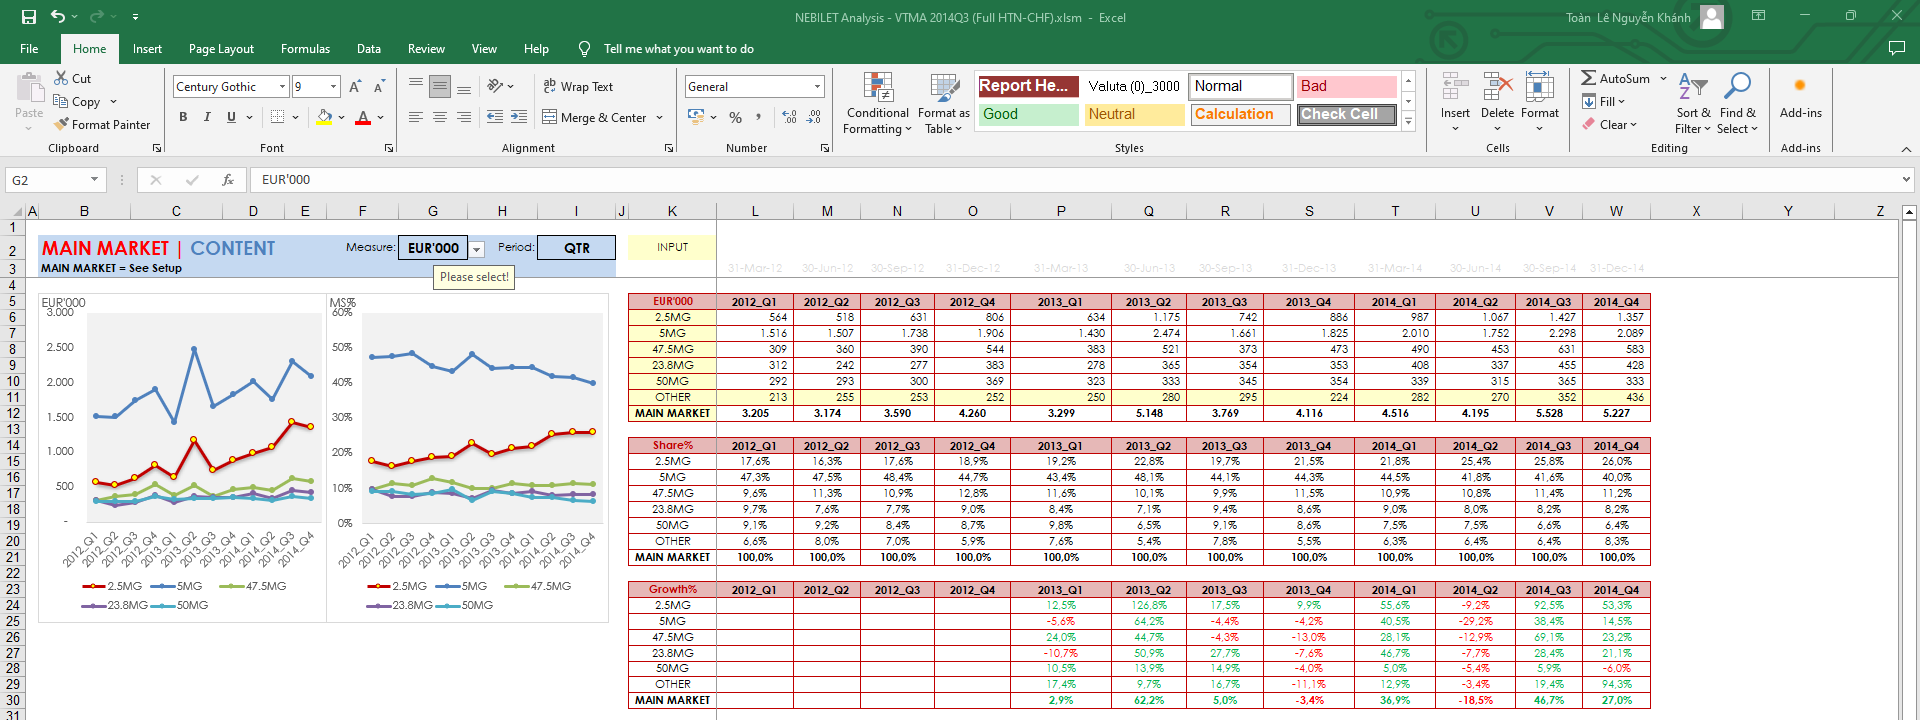 NEBILET Analysis - VTMA 2014Q3 (Full HTN-CHF).xlsm - Excel
Toàn Lê Nguyễn Khánh
File Home Insert Page Layout Formulas Data Review View Help Tell me what you want to do
Paste
Cut
Copy
Format Painter
Clipboard
Century Gothic 9
B I U
Font
Wrap Text
Merge & Center
Alignment
General
%
Number
Conditional Formatting
Format as Table
Report He... Valuta (0)_3000 Normal Bad
Good Neutral Calculation Check Cell
Styles
Insert Delete Format
Cells
AutoSum
Fill
Clear
Sort & Filter
Find & Select
Editing
Add-ins
Add-ins
G2 fx EUR'000
A B C D E F G H I J K L M N O P Q R S T U V W X Y Z
1
2 MAIN MARKET | CONTENT Measure: EUR'000 Period: QTR INPUT
3 MAIN MARKET = See Setup 31-Mar-12 30-Jun-12 30-Sep-12 31-Dec-12 31-Mar-13 30-Jun-13 30-Sep-13 31-Dec-13 31-Mar-14 30-Jun-14 30-Sep-14 31-Dec-14
Please select!
4
5 EUR'000 2012_Q1 2012_Q2 2012_Q3 2012_Q4 2013_Q1 2013_Q2 2013_Q3 2013_Q4 2014_Q1 2014_Q2 2014_Q3 2014_Q4
6 2.5MG 564 518 631 806 634 1.175 742 886 987 1.067 1.427 1.357
7 5MG 1.516 1.507 1.738 1.906 1.430 2.474 1.661 1.825 2.010 1.752 2.298 2.089
8 47.5MG 309 360 390 544 383 521 373 473 490 453 631 583
9 23.8MG 312 242 277 383 278 365 354 353 408 337 455 428
10 50MG 292 293 300 369 323 333 345 354 339 315 365 333
11 OTHER 213 255 253 252 250 280 295 224 282 270 352 436
12 MAIN MARKET 3.205 3.174 3.590 4.260 3.299 5.148 3.769 4.116 4.516 4.195 5.528 5.227
13
14 Share% 2012_Q1 2012_Q2 2012_Q3 2012_Q4 2013_Q1 2013_Q2 2013_Q3 2013_Q4 2014_Q1 2014_Q2 2014_Q3 2014_Q4
15 2.5MG 17,6% 16,3% 17,6% 18,9% 19,2% 22,8% 19,7% 21,5% 21,8% 25,4% 25,8% 26,0%
16 5MG 47,3% 47,5% 48,4% 44,7% 43,4% 48,1% 44,1% 44,3% 44,5% 41,8% 41,6% 40,0%
17 47.5MG 9,6% 11,3% 10,9% 12,8% 11,6% 10,1% 9,9% 11,5% 10,9% 10,8% 11,4% 11,2%
18 23.8MG 9,7% 7,6% 7,7% 9,0% 8,4% 7,1% 9,4% 8,6% 9,0% 8,0% 8,2% 8,2%
19 50MG 9,1% 9,2% 8,4% 8,7% 9,8% 6,5% 9,1% 8,6% 7,5% 7,5% 6,6% 6,4%
20 OTHER 6,6% 8,0% 7,0% 5,9% 7,6% 5,4% 7,8% 5,5% 6,3% 6,4% 6,4% 8,3%
21 MAIN MARKET 100,0% 100,0% 100,0% 100,0% 100,0% 100,0% 100,0% 100,0% 100,0% 100,0% 100,0% 100,0%
22
23 Growth% 2012_Q1 2012_Q2 2012_Q3 2012_Q4 2013_Q1 2013_Q2 2013_Q3 2013_Q4 2014_Q1 2014_Q2 2014_Q3 2014_Q4
24 2.5MG 12,5% 126,8% 17,5% 9,9% 55,6% -9,2% 92,5% 53,3%
25 5MG -5,6% 64,2% -4,4% -4,2% 40,5% -29,2% 38,4% 14,5%
26 47.5MG 24,0% 44,7% -4,3% -13,0% 28,1% -12,9% 69,1% 23,2%
27 23.8MG -10,7% 50,9% 27,7% -7,6% 46,7% -7,7% 28,4% 21,1%
28 50MG 10,5% 13,9% 14,9% -4,0% 5,0% -5,4% 5,9% -6,0%
29 OTHER 17,4% 9,7% 16,7% -11,1% 12,9% -3,4% 19,4% 94,3%
30 MAIN MARKET 2,9% 62,2% 5,0% -3,4% 36,9% -18,5% 46,7% 27,0%
31
EUR'000
3.000
2.500
2.000
1.500
1.000
500
-
2012_Q1 2012_Q2 2012_Q3 2012_Q4 2013_Q1 2013_Q2 2013_Q3 2013_Q4 2014_Q1 2014_Q2 2014_Q3 2014_Q4
2.5MG 5MG 47.5MG
23.8MG 50MG
MS%
60%
50%
40%
30%
20%
10%
0%
2012_Q1 2012_Q2 2012_Q3 2012_Q4 2013_Q1 2013_Q2 2013_Q3 2013_Q4 2014_Q1 2014_Q2 2014_Q3 2014_Q4
2.5MG 5MG 47.5MG
23.8MG 50MG